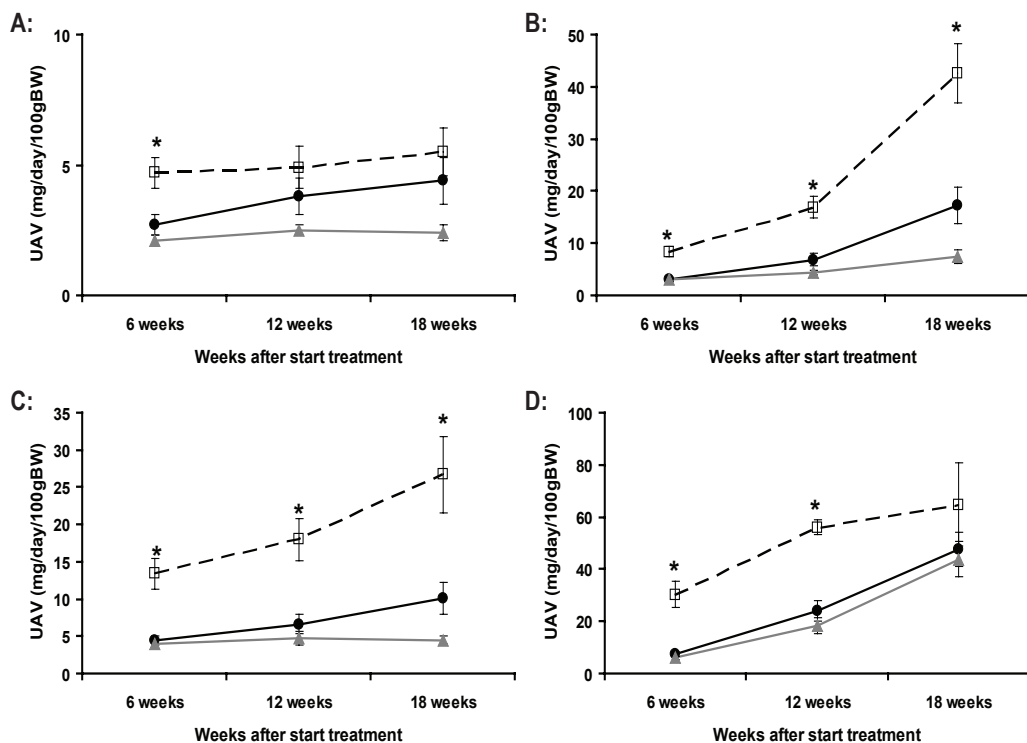 A:
UAV (mg/day/100gBW)
10
*
5
0
6 weeks 12 weeks 18 weeks
Weeks after start treatment
B:
UAV (mg/day/100gBW)
50
*
40
30
20
*
*
10
0
6 weeks 12 weeks 18 weeks
Weeks after start treatment
C:
UAV (mg/day/100gBW)
35
*
30
25
*
20
*
15
10
5
0
6 weeks 12 weeks 18 weeks
Weeks after start treatment
D:
UAV (mg/day/100gBW)
100
80
*
60
*
40
20
0
6 weeks 12 weeks 18 weeks
Weeks after start treatment